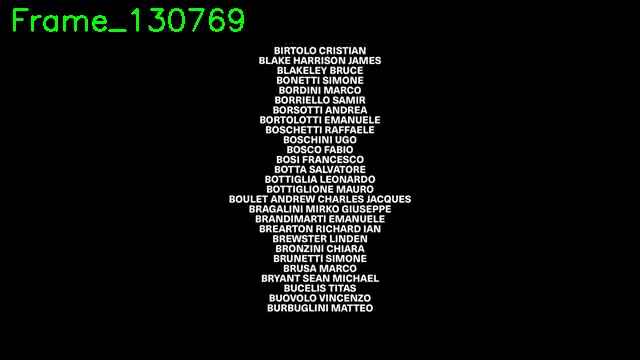 Frame_130769
BIRTOLO CRISTIAN
BLAKE HARRISON JAMES
BLAKELEY BRUCE
BONETTI SIMONE
BORDINI MARCO
BORRIELLO SAMIR
BORSOTTI ANDREA
BORTOLOTTI EMANUELE
BOSCHETTI RAFFAELE
BOSCHINI UGO
BOSCO FABIO
BOSI FRANCESCO
BOTTA SALVATORE
BOTTIGLIA LEONARDO
BOTTIGLIONE MAURO
BOULET ANDREW CHARLES JACQUES
BRAGALINI MIRKO GIUSEPPE
BRANDIMARTI EMANUELE
BREARTON RICHARD IAN
BREWSTER LINDEN
BRONZINI CHIARA
BRUNETTI SIMONE
BRUSA MARCO
BRYANT SEAN MICHAEL
BUCELIS TITAS
BUOVOLO VINCENZO
BURBUGLINI MATTEO